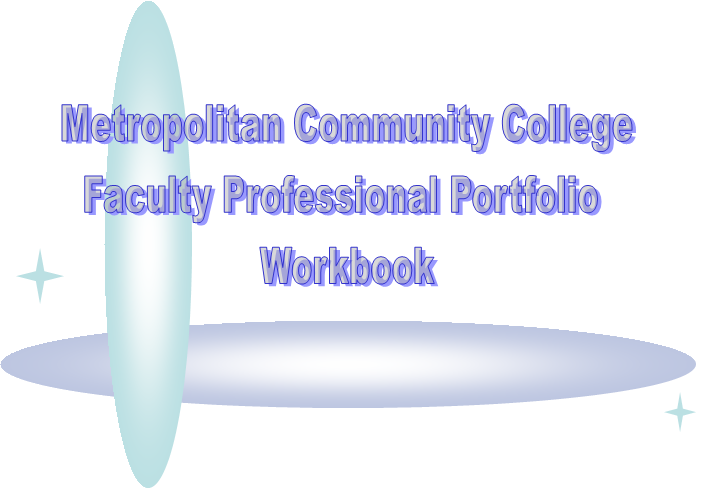 Metropolitan Community College
Faculty Professional Portfolio
Workbook